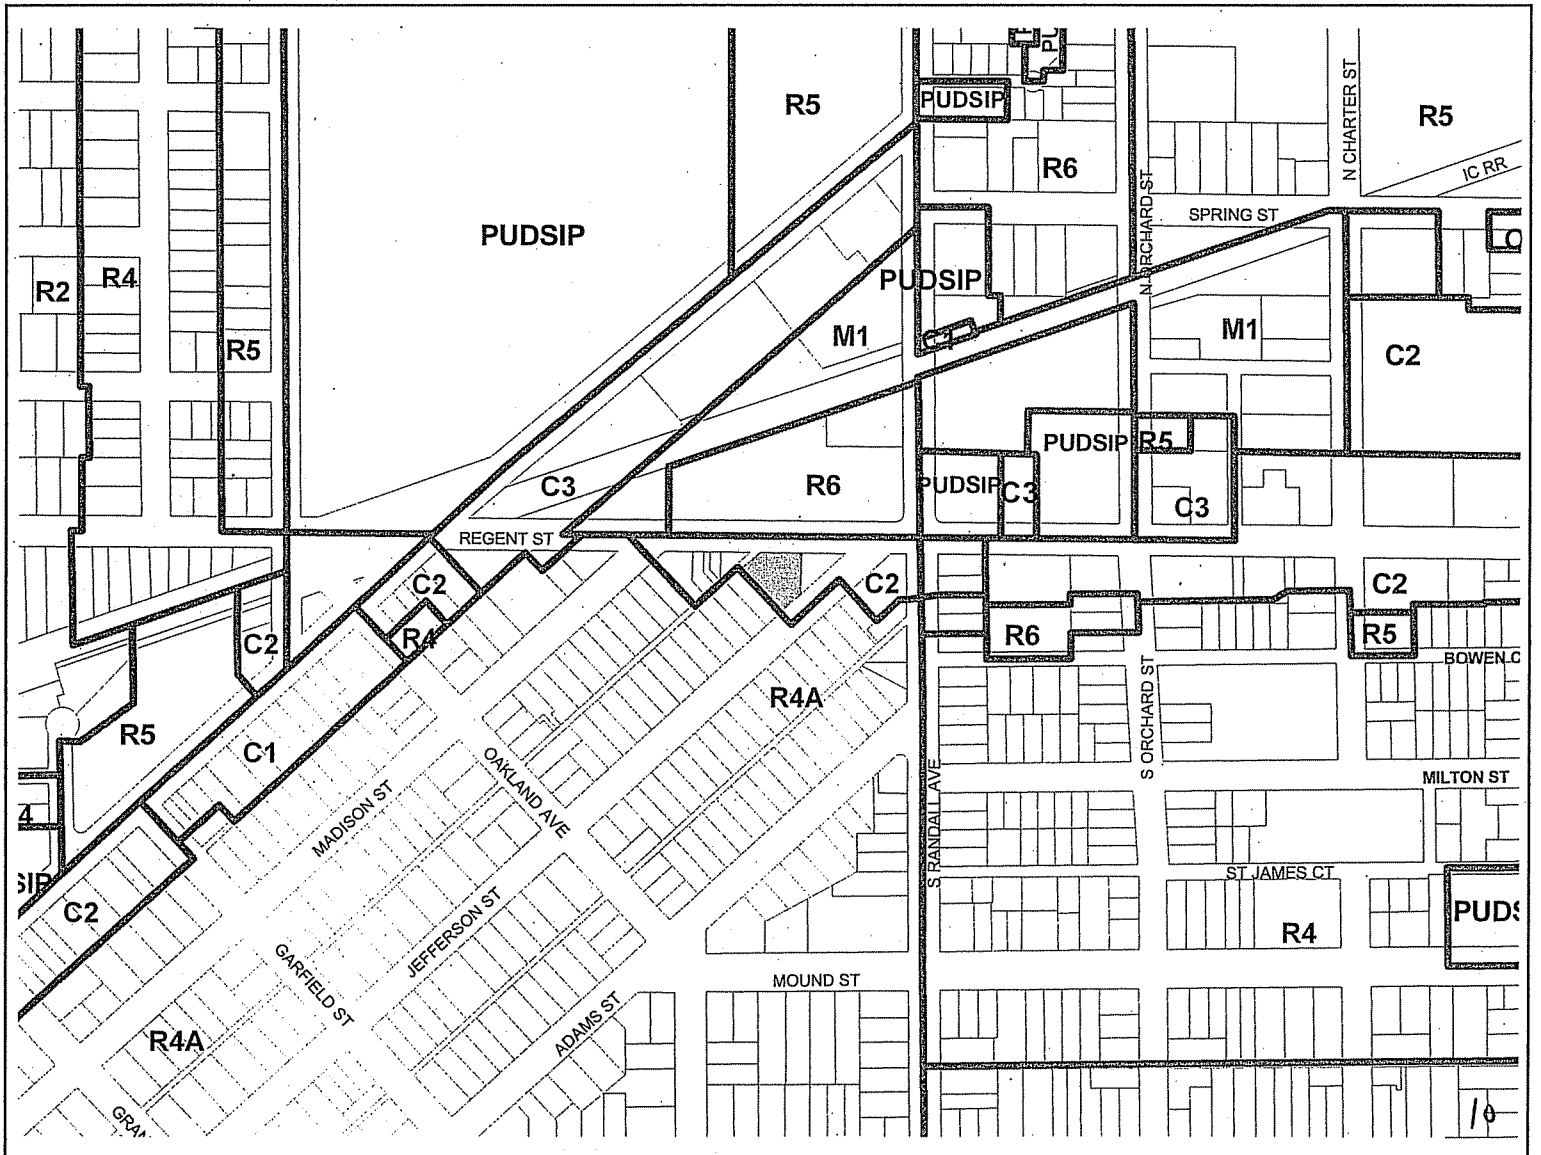 R5
PUDSIP
R5
R6
N CHARTER ST
IC RR
N ORCHARD ST
SPRING ST
PUDSIP
PUDSIP
R2
R4
R5
M1
M1
C2
PUDSIP
R5
C3
R6
PUDSIP
C3
C3
REGENT ST
C2
C2
C2
R4
R6
R5
C2
BOWEN C
R4A
R5
C1
S ORCHARD ST
MILTON ST
OAKLAND AVE
MADISON ST
S RANDALL AVE
4
SIP
C2
ST JAMES CT
JEFFERSON ST
R4
PUDS
GARFIELD ST
MOUND ST
ADAMS ST
R4A
GRAN
10